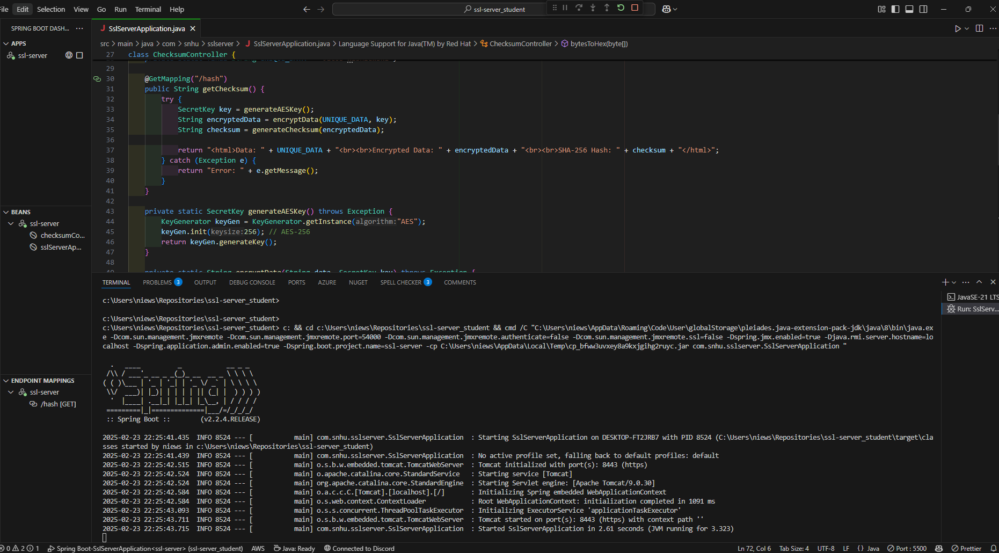 File Edit Selection View Go Run Terminal Help
ssl-server_student
SPRING BOOT DASH... ···
APPS
ssl-server
BEANS
ssl-server
checksumCo...
sslServerAp...
ENDPOINT MAPPINGS
ssl-server
/hash [GET]
J SslServerApplication.java
src > main > java > com > snhu > sslserver > J SslServerApplication.java > Language Support for Java(TM) by Red Hat > ChecksumController > bytesToHex(byte[])
27 class ChecksumController {
29
30 @GetMapping("/hash")
31 public String getChecksum() {
32 try {
33 SecretKey key = generateAESKey();
34 String encryptedData = encryptData(UNIQUE_DATA, key);
35 String checksum = generateChecksum(encryptedData);
36
37 return "<html>Data: " + UNIQUE_DATA + "<br><br>Encrypted Data: " + encryptedData + "<br><br>SHA-256 Hash: " + checksum + "</html>";
38 } catch (Exception e) {
39 return "Error: " + e.getMessage();
40 }
41 }
42
43 private static SecretKey generateAESKey() throws Exception {
44 KeyGenerator keyGen = KeyGenerator.getInstance(algorithm:"AES");
45 keyGen.init(keysize:256); // AES-256
46 return keyGen.generateKey();
47 }
48
49 private static String encryptData(String data, SecretKey key) throws Exception {
TERMINAL PROBLEMS 3 OUTPUT DEBUG CONSOLE PORTS AZURE NUGET SPELL CHECKER 3 COMMENTS
JavaSE-21 LTS
Run: SslServ...
c:\Users\niews\Repositories\ssl-server_student>
c:\Users\niews\Repositories\ssl-server_student>
c:\Users\niews\Repositories\ssl-server_student> c: && cd c:\Users\niews\Repositories\ssl-server_student && cmd /C "C:\Users\niews\AppData\Roaming\Code\User\globalStorage\pleiades.java-extension-pack-jdk\java\8\bin\java.ex
e -Dcom.sun.management.jmxremote -Dcom.sun.management.jmxremote.port=54000 -Dcom.sun.management.jmxremote.authenticate=false -Dcom.sun.management.jmxremote.ssl=false -Dspring.jmx.enabled=true -Djava.rmi.server.hostname=lo
calhost -Dspring.application.admin.enabled=true -Dspring.boot.project.name=ssl-server -cp C:\Users\niews\AppData\Local\Temp\cp_bfww3uvxey8a9kxjgihg2ruyc.jar com.snhu.sslserver.SslServerApplication "
:: Spring Boot :: (v2.2.4.RELEASE)
2025-02-23 22:25:41.435 INFO 8524 --- [ main] com.snhu.sslserver.SslServerApplication : Starting SslServerApplication on DESKTOP-FT2JRB7 with PID 8524 (C:\Users\niews\Repositories\ssl-server_student\target\cla
sses started by niews in c:\Users\niews\Repositories\ssl-server_student)
2025-02-23 22:25:41.439 INFO 8524 --- [ main] com.snhu.sslserver.SslServerApplication : No active profile set, falling back to default profiles: default
2025-02-23 22:25:42.515 INFO 8524 --- [ main] o.s.b.w.embedded.tomcat.TomcatWebServer : Tomcat initialized with port(s): 8443 (https)
2025-02-23 22:25:42.524 INFO 8524 --- [ main] o.apache.catalina.core.StandardService : Starting service [Tomcat]
2025-02-23 22:25:42.524 INFO 8524 --- [ main] org.apache.catalina.core.StandardEngine : Starting Servlet engine: [Apache Tomcat/9.0.30]
2025-02-23 22:25:42.584 INFO 8524 --- [ main] o.a.c.c.C.[Tomcat].[localhost].[/] : Initializing Spring embedded WebApplicationContext
2025-02-23 22:25:42.584 INFO 8524 --- [ main] o.s.web.context.ContextLoader : Root WebApplicationContext: initialization completed in 1091 ms
2025-02-23 22:25:43.093 INFO 8524 --- [ main] o.s.s.concurrent.ThreadPoolTaskExecutor : Initializing ExecutorService 'applicationTaskExecutor'
2025-02-23 22:25:43.711 INFO 8524 --- [ main] o.s.b.w.embedded.tomcat.TomcatWebServer : Tomcat started on port(s): 8443 (https) with context path ''
2025-02-23 22:25:43.715 INFO 8524 --- [ main] com.snhu.sslserver.SslServerApplication : Started SslServerApplication in 2.61 seconds (JVM running for 3.323)
0 2 1 Spring Boot-SslServerApplication<ssl-server> (ssl-server_student) AWS Java: Ready Connected to Discord Ln 72, Col 6 Tab Size: 4 UTF-8 LF {} Java Port : 5500 Prettier